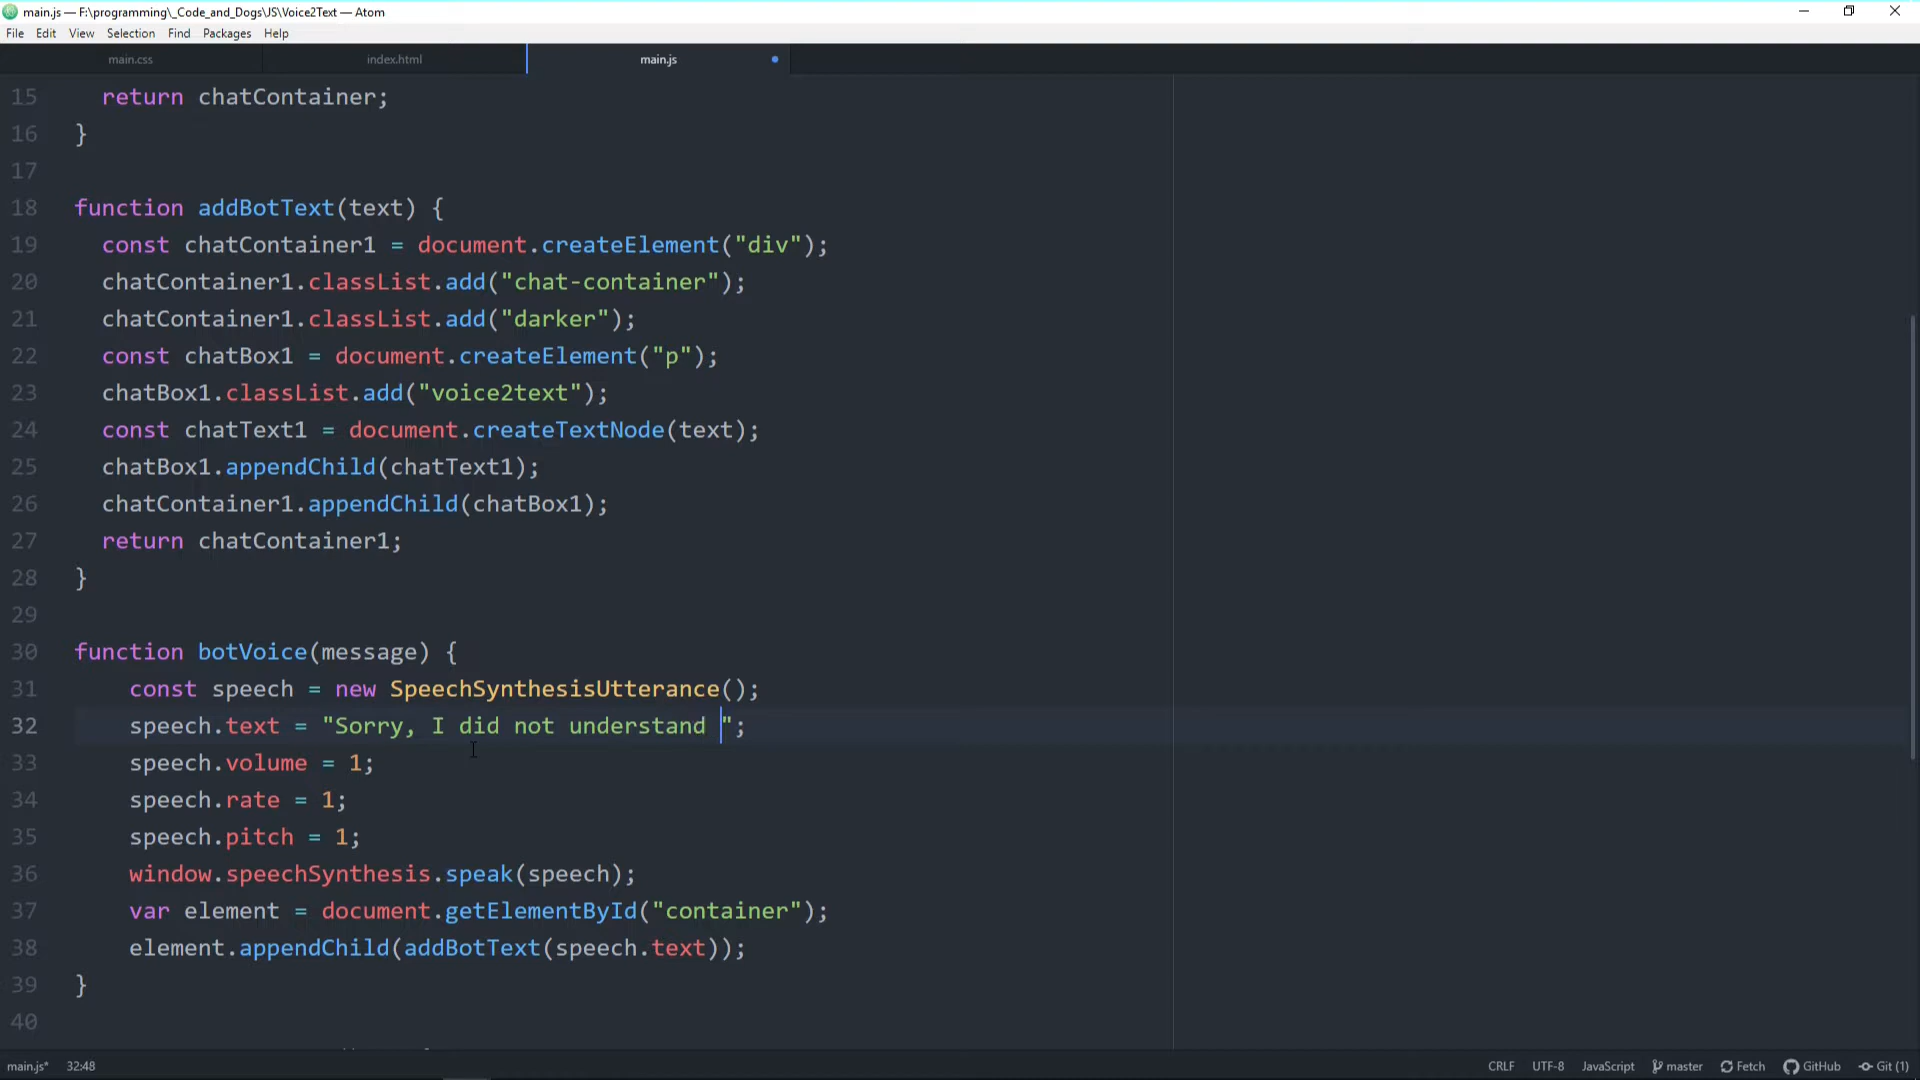 main.js — F:\programming\_Code_and_Dogs\JS\Voice2Text — Atom
File Edit View Selection Find Packages Help
main.css index.html main.js
15 return chatContainer;
16 }
17
18 function addBotText(text) {
19 const chatContainer1 = document.createElement("div");
20 chatContainer1.classList.add("chat-container");
21 chatContainer1.classList.add("darker");
22 const chatBox1 = document.createElement("p");
23 chatBox1.classList.add("voice2text");
24 const chatText1 = document.createTextNode(text);
25 chatBox1.appendChild(chatText1);
26 chatContainer1.appendChild(chatBox1);
27 return chatContainer1;
28 }
29
30 function botVoice(message) {
31 const speech = new SpeechSynthesisUtterance();
32 speech.text = "Sorry, I did not understand ";
33 speech.volume = 1;
34 speech.rate = 1;
35 speech.pitch = 1;
36 window.speechSynthesis.speak(speech);
37 var element = document.getElementById("container");
38 element.appendChild(addBotText(speech.text));
39 }
40
main.js* 32:48 CRLF UTF-8 JavaScript master Fetch GitHub Git (1)